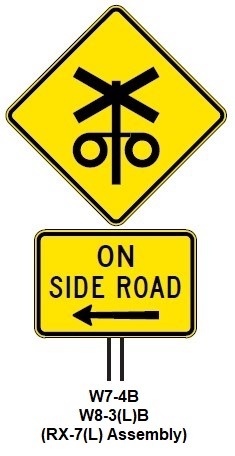 ON
SIDE ROAD
W7-4B
W8-3(L)B
(RX-7(L) Assembly)